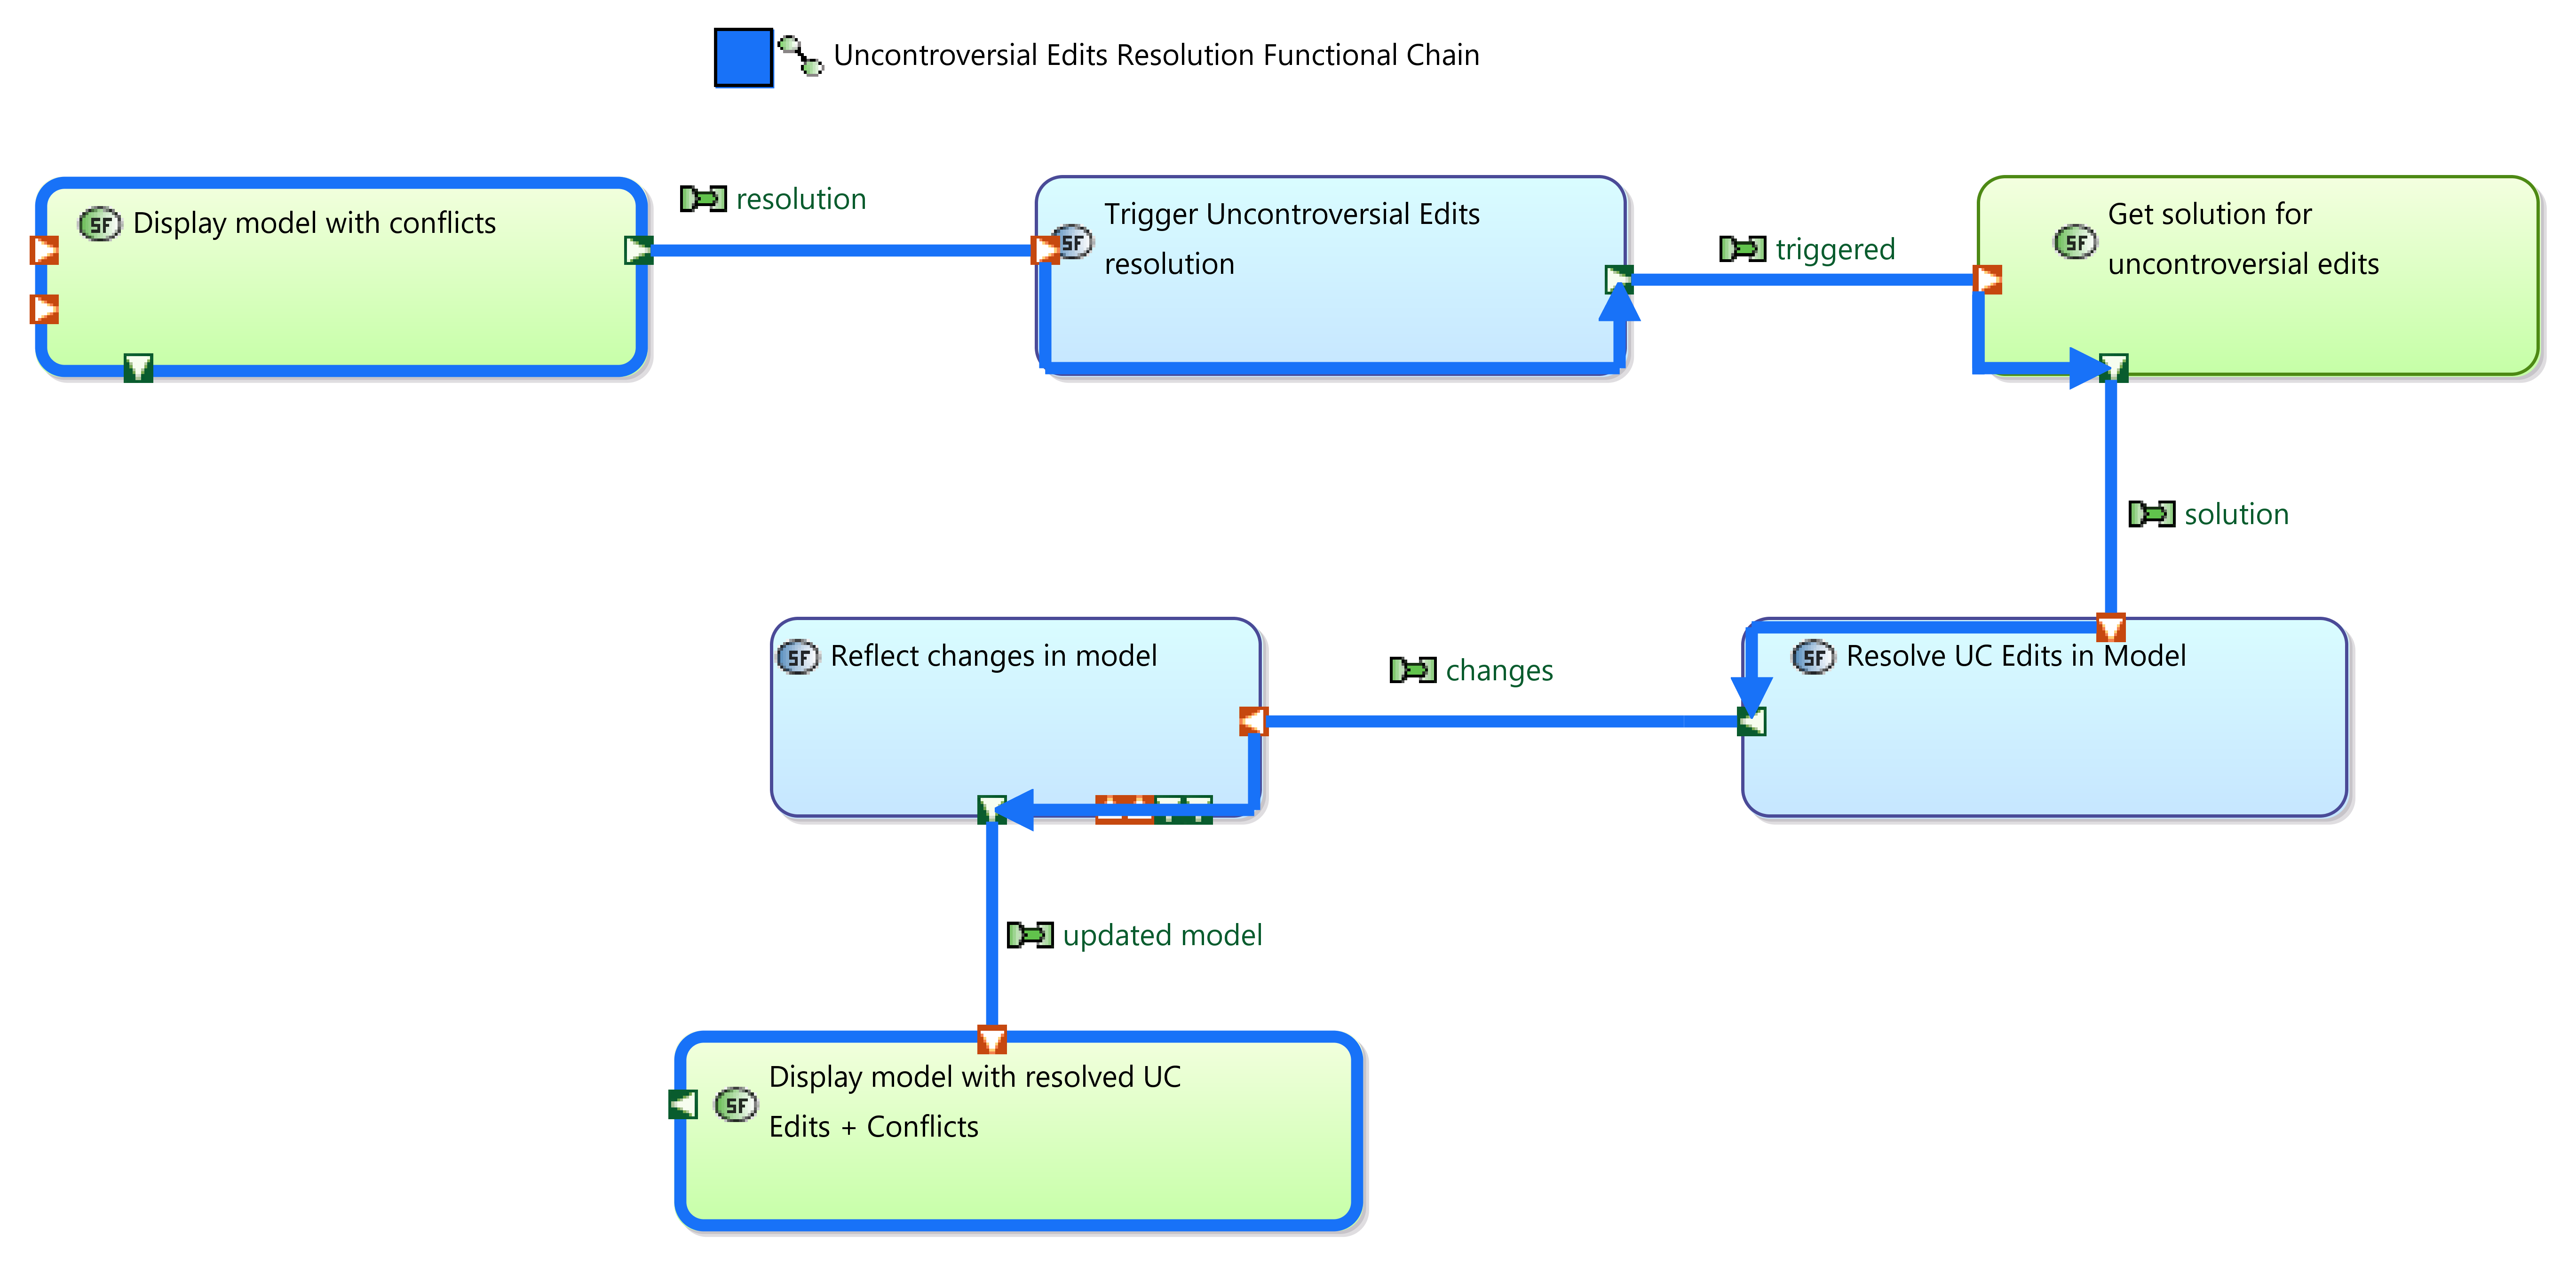 Uncontroversial Edits Resolution Functional Chain
SF Display model with conflicts
resolution
SF Trigger Uncontroversial Edits
resolution
triggered
SF Get solution for
uncontroversial edits
solution
SF Reflect changes in model
changes
SF Resolve UC Edits in Model
updated model
SF Display model with resolved UC
Edits + Conflicts